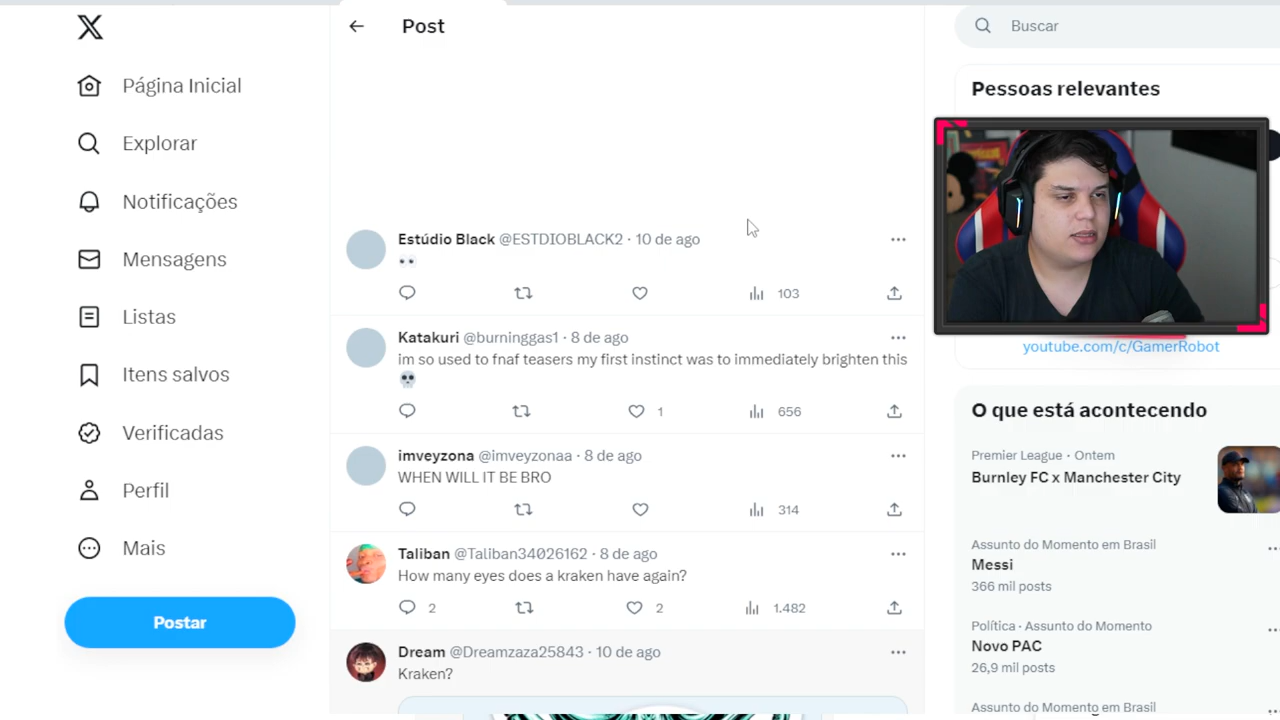 Post
Buscar
Página Inicial
Explorar
Notificações
Mensagens
Listas
Itens salvos
Verificadas
Perfil
Mais
Postar
Estúdio Black @ESTDIOBLACK2 · 10 de ago
👀
103
Katakuri @burninggas1 · 8 de ago
im so used to fnaf teasers my first instinct was to immediately brighten this
💀
1
656
imveyzona @imveyzonaa · 8 de ago
WHEN WILL IT BE BRO
314
Taliban @Taliban34026162 · 8 de ago
How many eyes does a kraken have again?
2
2
1.482
Dream @Dreamzaza25843 · 10 de ago
Kraken?
Pessoas relevantes
youtube.com/c/GamerRobot
O que está acontecendo
Premier League · Ontem
Burnley FC x Manchester City
Assunto do Momento em Brasil
Messi
366 mil posts
Política · Assunto do Momento
Novo PAC
26,9 mil posts
Assunto do Momento em Brasil